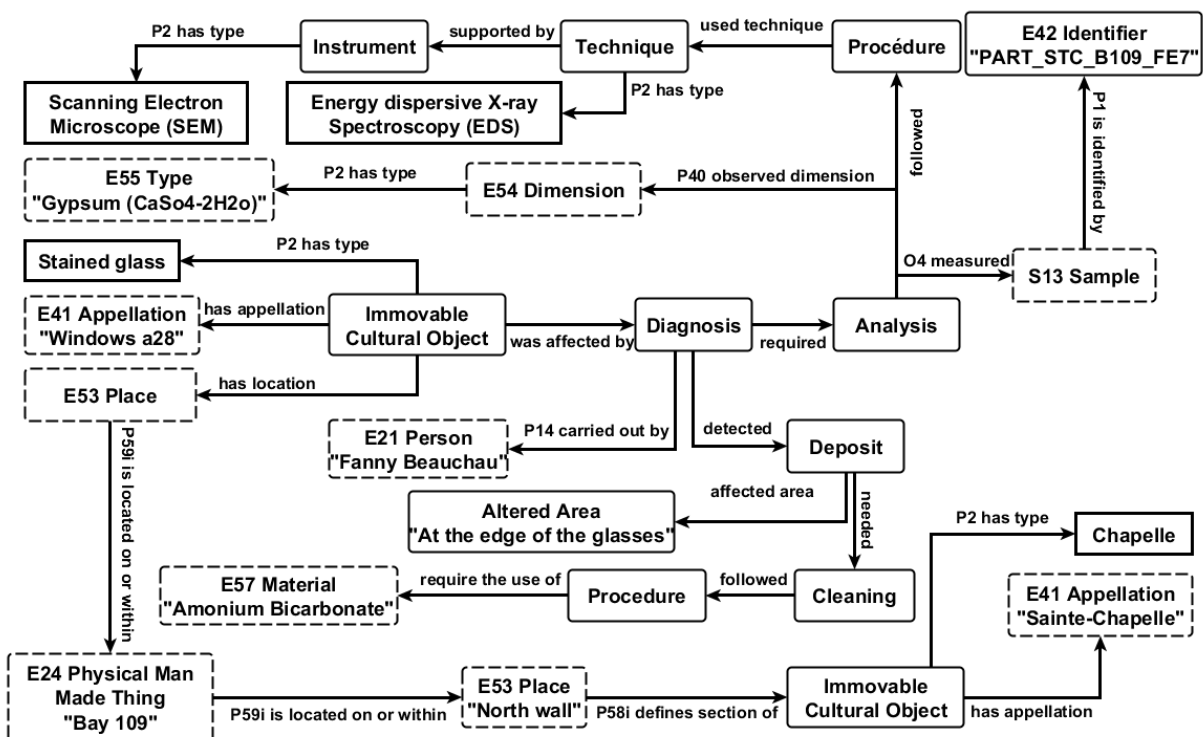 P2 has type
Instrument
supported by
Technique
used technique
Procédure
E42 Identifier
"PART_STC_B109_FE7"
Scanning Electron
Microscope (SEM)
Energy dispersive X-ray
Spectroscopy (EDS)
P2 has type
followed
P1 is identified by
E55 Type
"Gypsum (CaSo4-2H2o)"
P2 has type
E54 Dimension
P40 observed dimension
Stained glass
P2 has type
O4 measured
S13 Sample
E41 Appellation
"Windows a28"
has appellation
Immovable
Cultural Object
was affected by
Diagnosis
required
Analysis
E53 Place
has location
P59i is located on or within
E21 Person
"Fanny Beauchau"
P14 carried out by
detected
Deposit
Altered Area
"At the edge of the glasses"
affected area
needed
P2 has type
Chapelle
E57 Material
"Amonium Bicarbonate"
require the use of
Procedure
followed
Cleaning
E41 Appellation
"Sainte-Chapelle"
E24 Physical Man
Made Thing
"Bay 109"
P59i is located on or within
E53 Place
"North wall"
P58i defines section of
Immovable
Cultural Object
has appellation